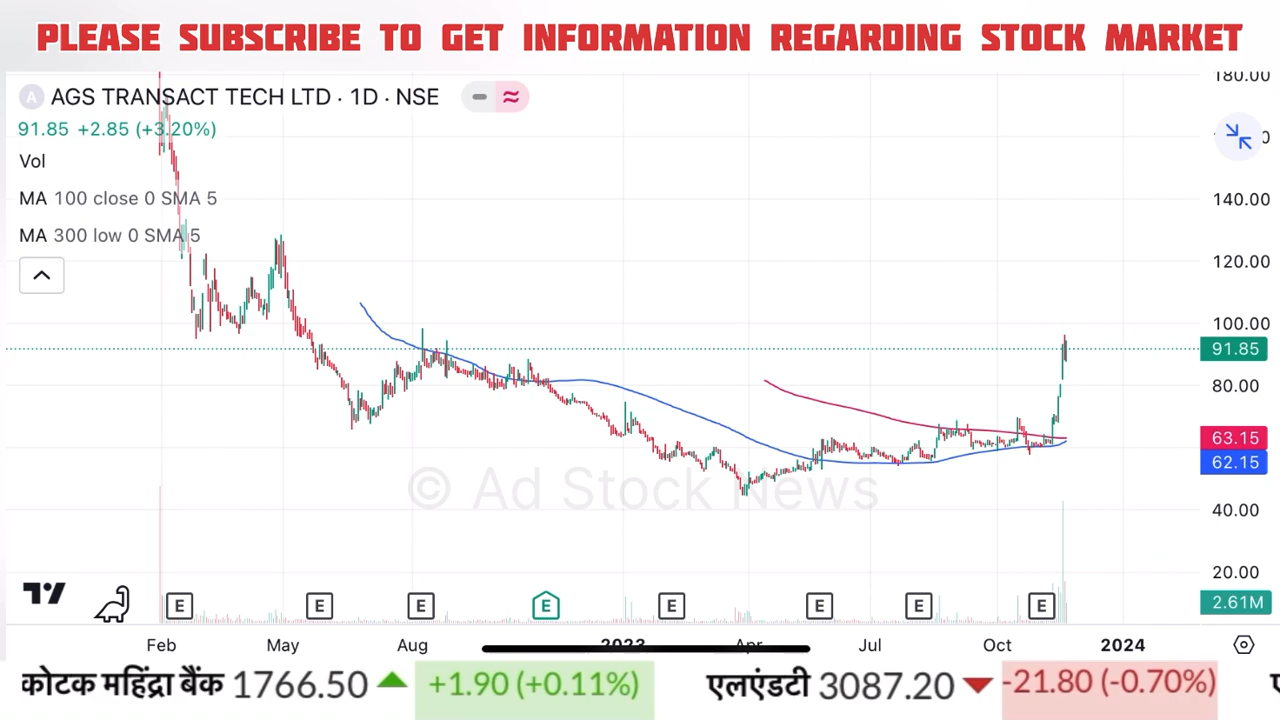 PLEASE SUBSCRIBE TO GET INFORMATION REGARDING STOCK MARKET
180.00
A AGS TRANSACT TECH LTD · 1D · NSE
91.85 +2.85 (+3.20%)
Vol
MA 100 close 0 SMA 5
MA 300 low 0 SMA 5
140.00
120.00
100.00
91.85
80.00
63.15
62.15
© Ad Stock News
40.00
20.00
2.61M
E E E E E E E E
Feb May Aug 2023 Apr Jul Oct 2024
कोटक महिंद्रा बैंक 1766.50 +1.90 (+0.11%) एलएंडटी 3087.20 -21.80 (-0.70%)